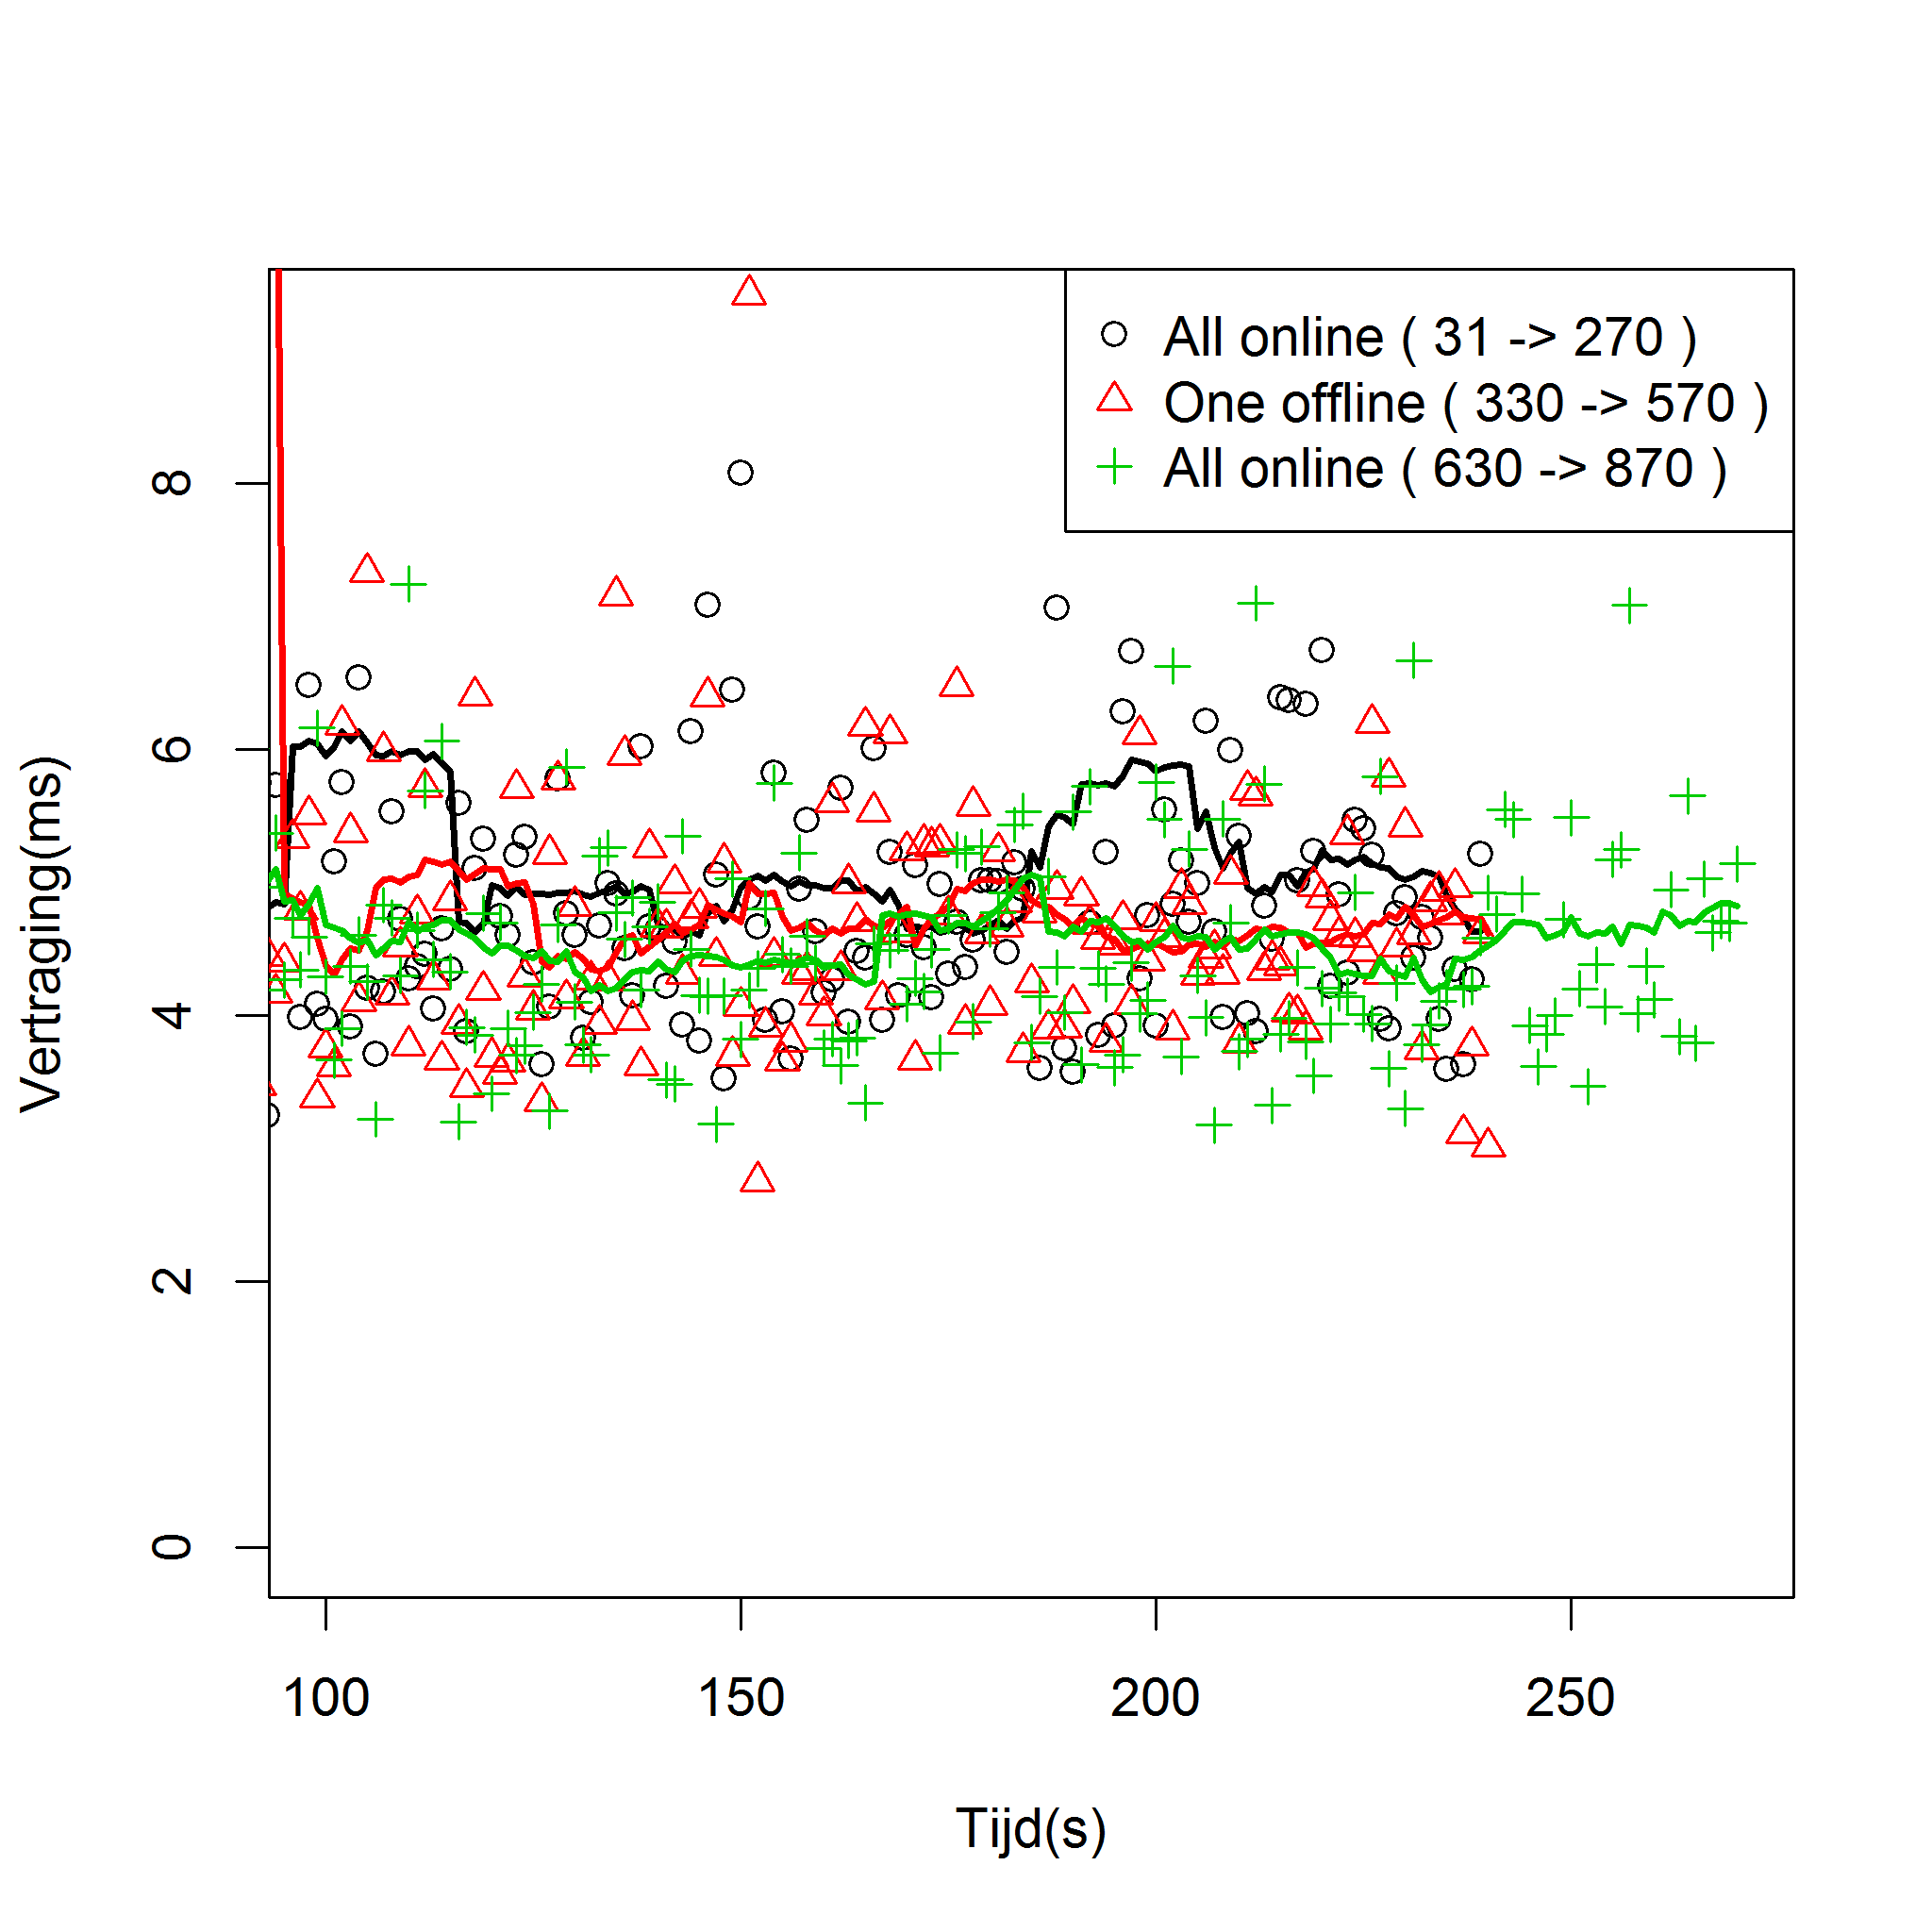 All online ( 31 -> 270 )
One offline ( 330 -> 570 )
All online ( 630 -> 870 )
Vertraging(ms)
8
6
4
2
0
100 150 200 250
Tijd(s)